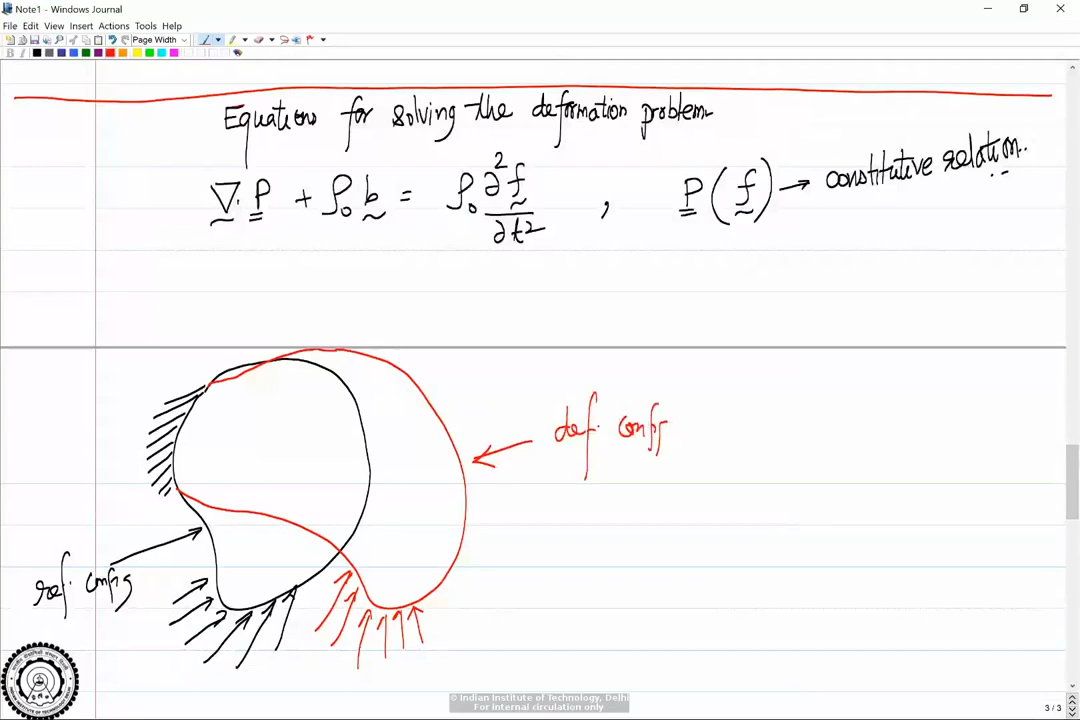 Note1 - Windows Journal
File Edit View Insert Actions Tools Help
Page Width
B I
Equations for solving the deformation problem
∇·P + ρ₀ b = ρ₀ ∂²f/∂t² , P(f) → constitutive relation..
def. config
ref. config
© Indian Institute of Technology, Delhi
For internal circulation only
3 / 3